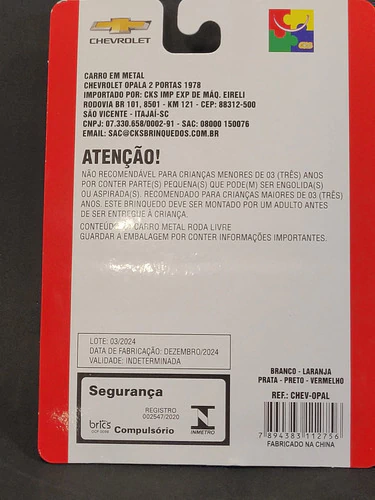 CHEVROLET
CKS
CARRO EM METAL
CHEVROLET OPALA 2 PORTAS 1978
IMPORTADO POR: CKS IMP EXP DE MÁQ. EIRELI
RODOVIA BR 101, 8501 - KM 121 - CEP: 88312-500
SÃO VICENTE - ITAJAÍ-SC
CNPJ: 07.330.658/0002-91 - SAC: 08000 150076
EMAIL: SAC@CKSBRINQUEDOS.COM.BR
ATENÇÃO!
NÃO RECOMENDÁVEL PARA CRIANÇAS MENORES DE 03 (TRÊS) ANOS
POR CONTER PARTE(S) PEQUENA(S) QUE PODE(M) SER ENGOLIDA(S)
OU ASPIRADA(S). RECOMENDADO PARA CRIANÇAS MAIORES DE 03 (TRÊS)
ANOS. ESTE BRINQUEDO DEVE SER MONTADO POR UM ADULTO ANTES
DE SER ENTREGUE À CRIANÇA.
CONTEÚDO: CARRO METAL RODA LIVRE
GUARDAR A EMBALAGEM POR CONTER INFORMAÇÕES IMPORTANTES.
LOTE: 03/2024
DATA DE FABRICAÇÃO: DEZEMBRO/2024
VALIDADE: INDETERMINADA
Segurança
REGISTRO
002547/2020
brics
Compulsório
INMETRO
BRANCO - LARANJA
PRATA - PRETO - VERMELHO
REF.: CHEV-OPAL
7 894383 112756
FABRICADO NA CHINA